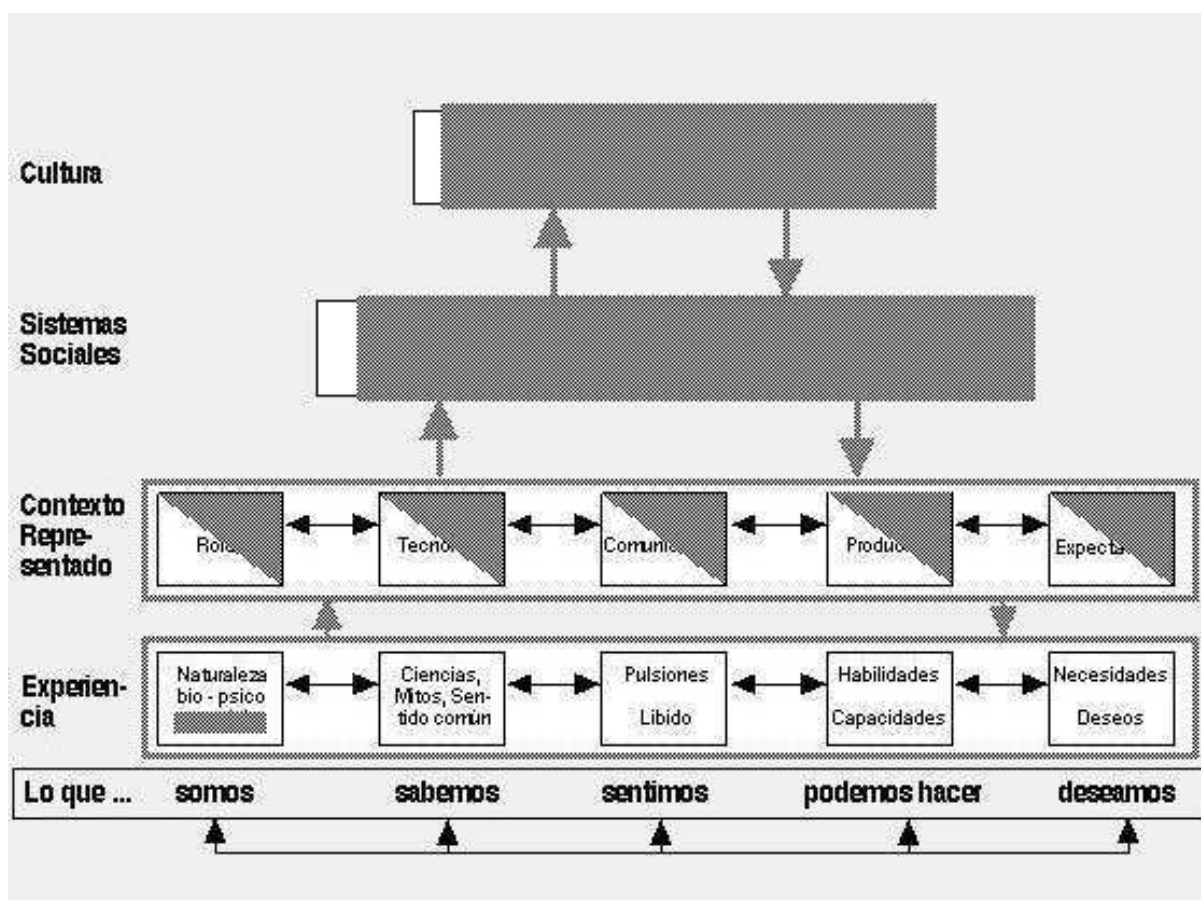 Cultura
Sistemas
Sociales
Contexto
Repre-
sentado
Experien-
cia
Naturaleza
bio - psico
Ciencias,
Mitos, Sen-
tido común
Pulsiones
Libido
Habilidades
Capacidades
Necesidades
Deseos
Lo que ... somos sabemos sentimos podemos hacer deseamos